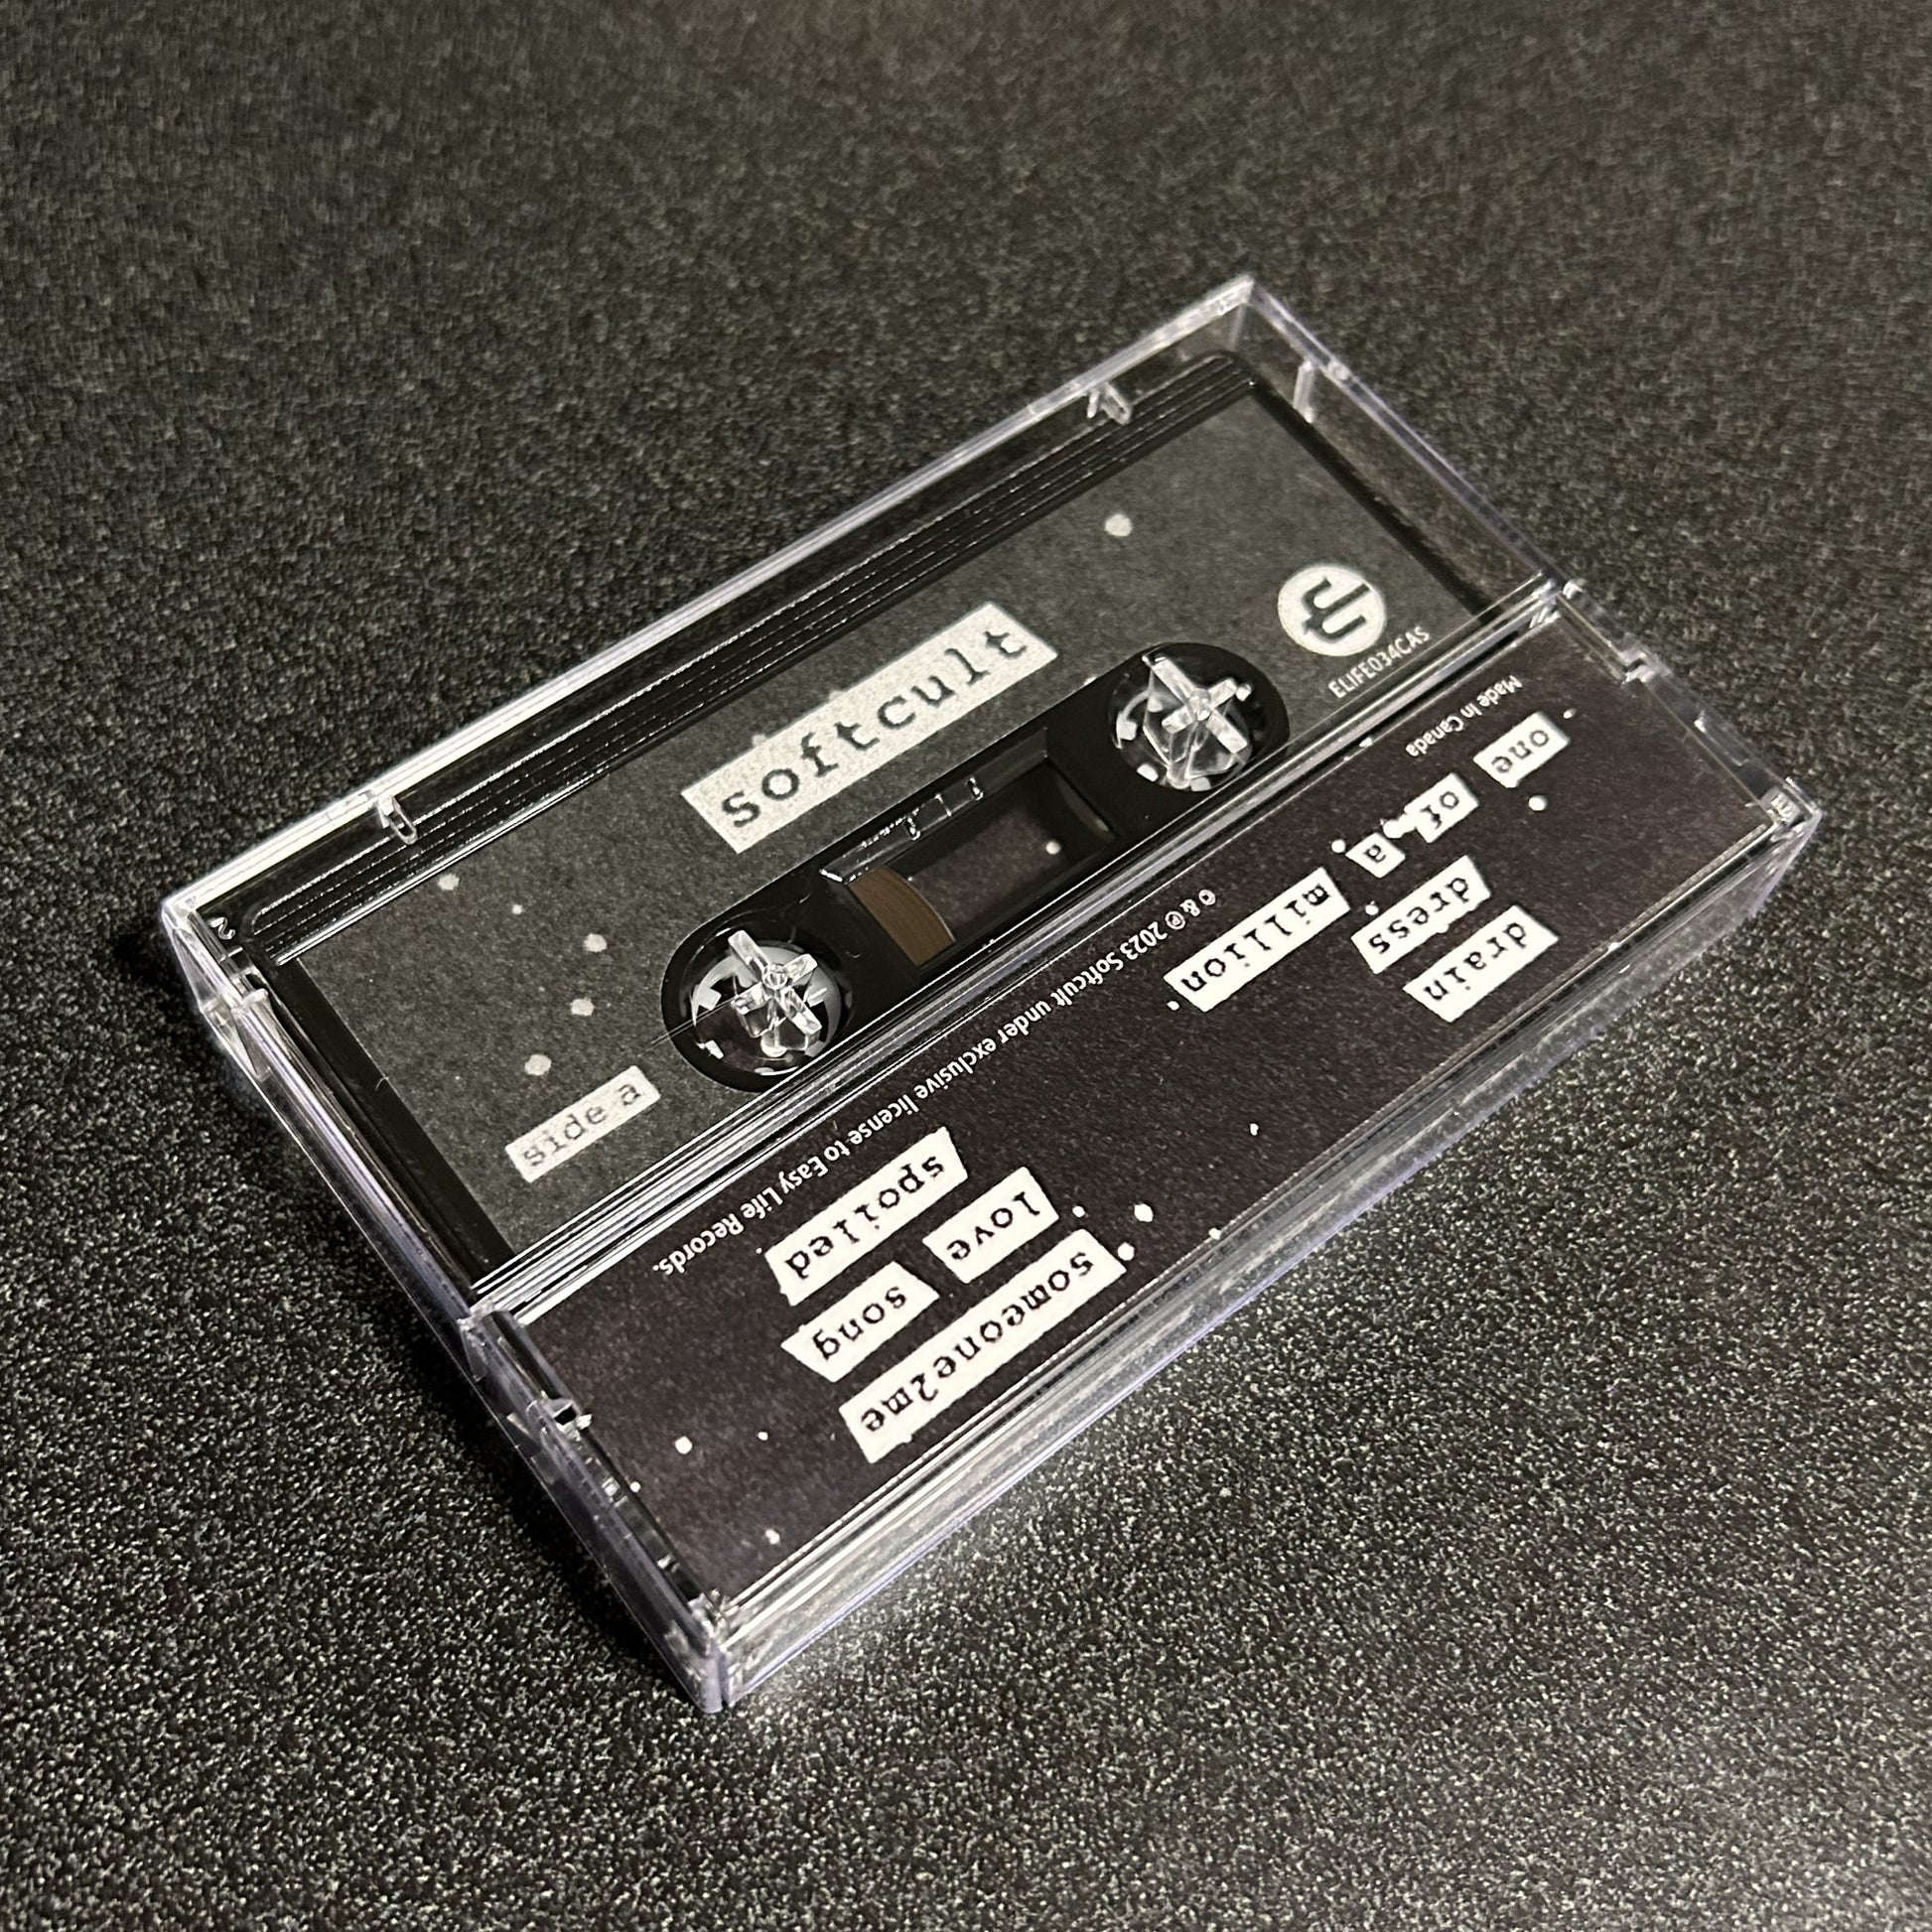 softcult
side a
ELIFE034CAS
drain
dress
one of a million
someone2me
love song
spoiled
℗ & © 2023 Softcult under exclusive license to Easy Life Records.
Made in Canada